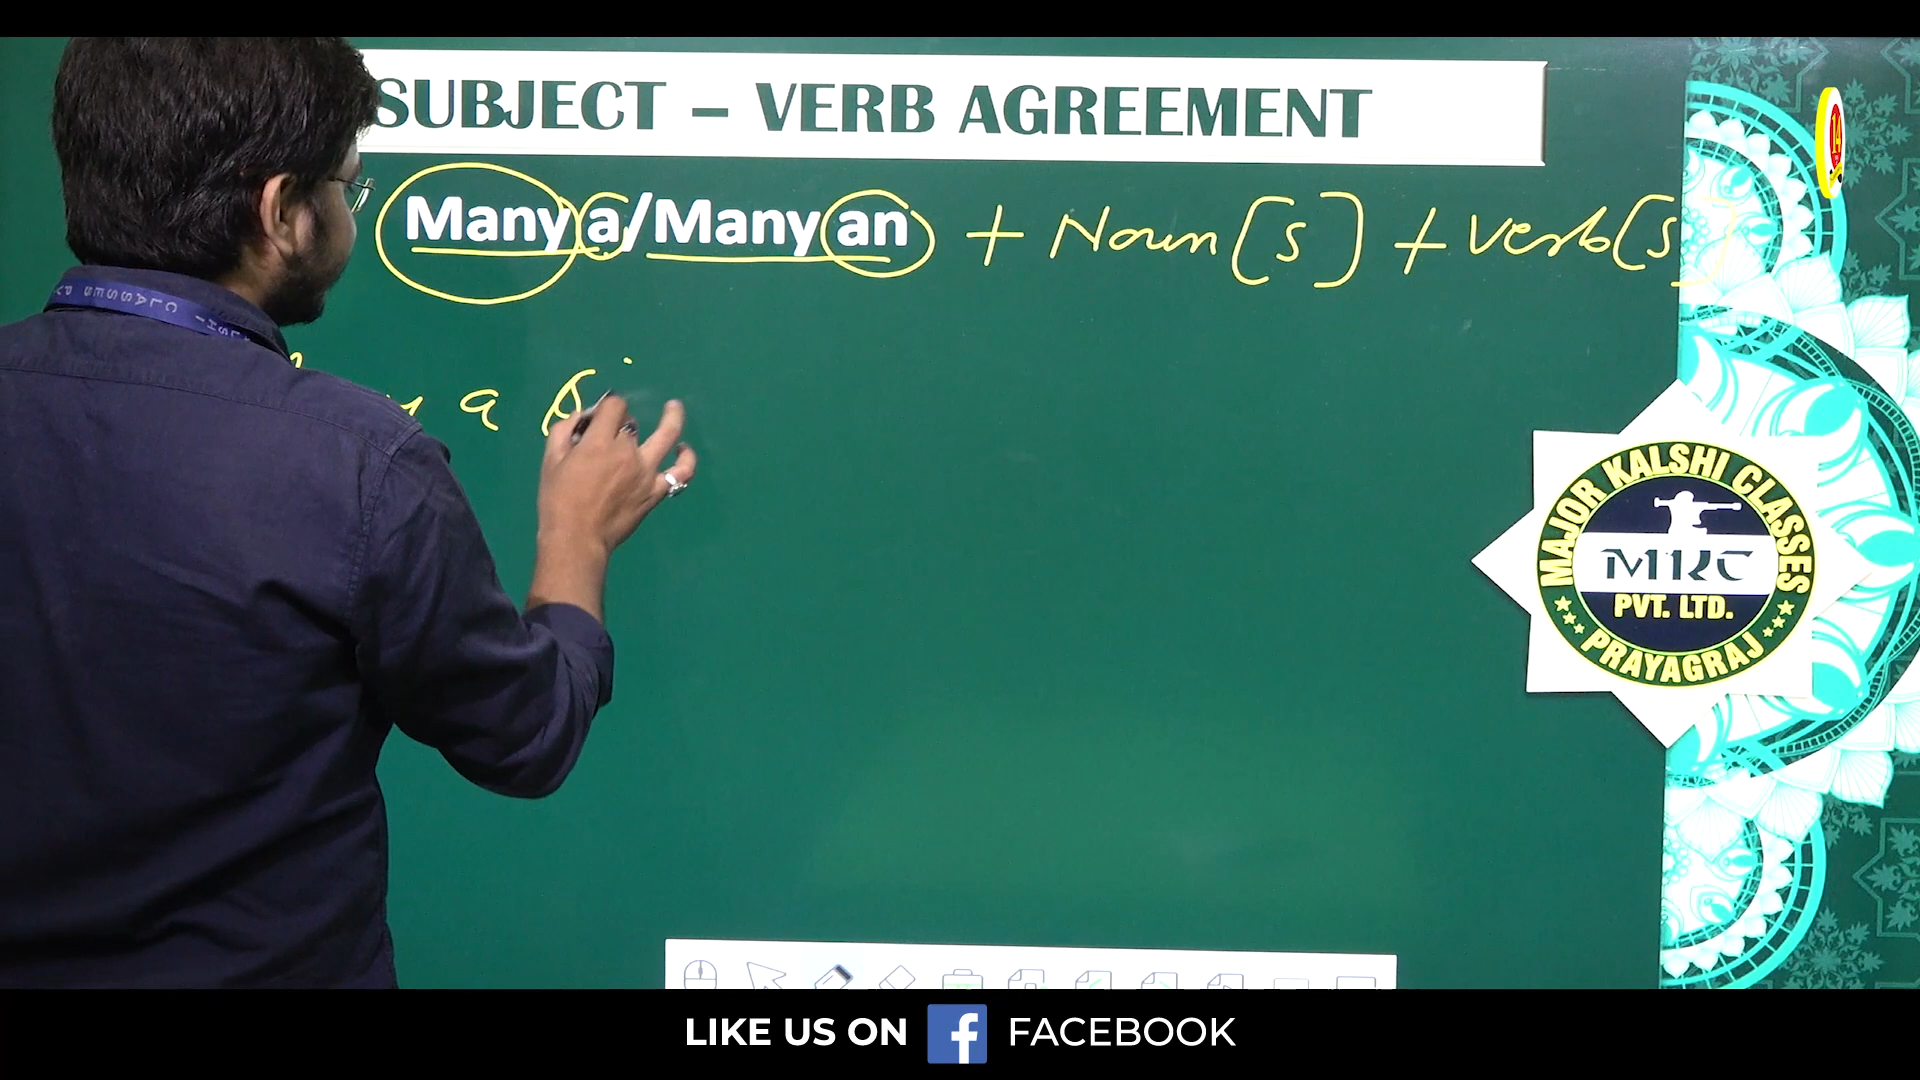 SUBJECT – VERB AGREEMENT
Many a/Many an + Noun [s] + Verb [s]
a
MAJOR KALSHI CLASSES
MKC
PVT. LTD.
PRAYAGRAJ
LIKE US ON f FACEBOOK